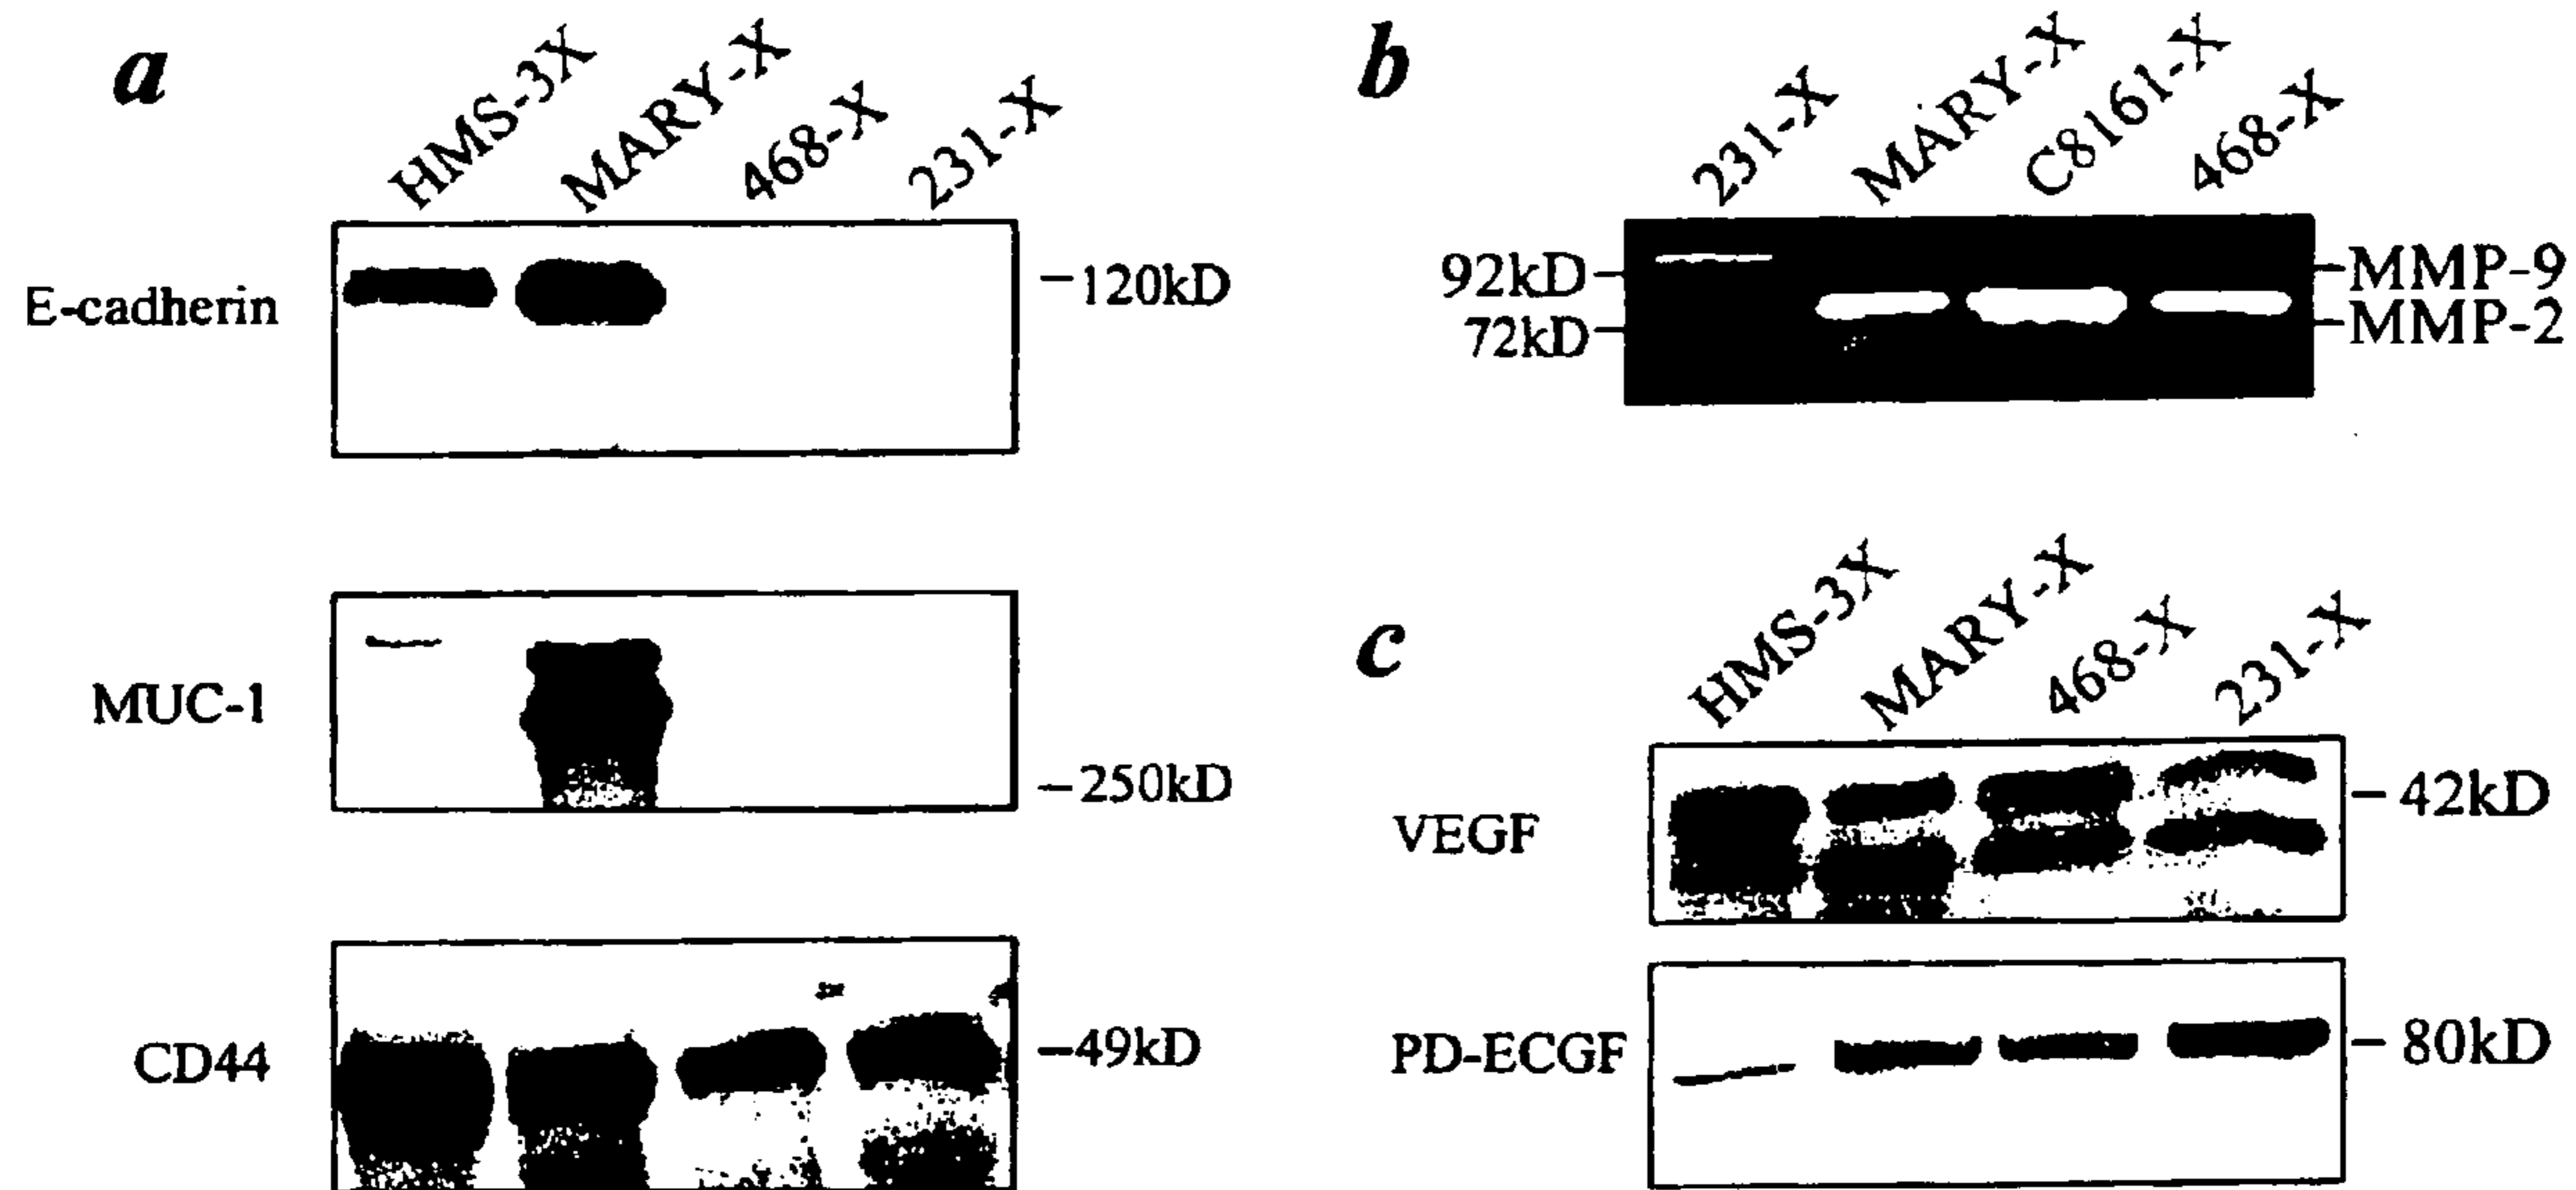 a
HMS-3X MARY-X 468-X 231-X
E-cadherin
-120kD
MUC-1
-250kD
CD44
-49kD
b
231-X MARY-X C8161-X 468-X
92kD- -MMP-9
72kD- -MMP-2
c
HMS-3X MARY-X 468-X 231-X
VEGF
- 42kD
PD-ECGF
- 80kD